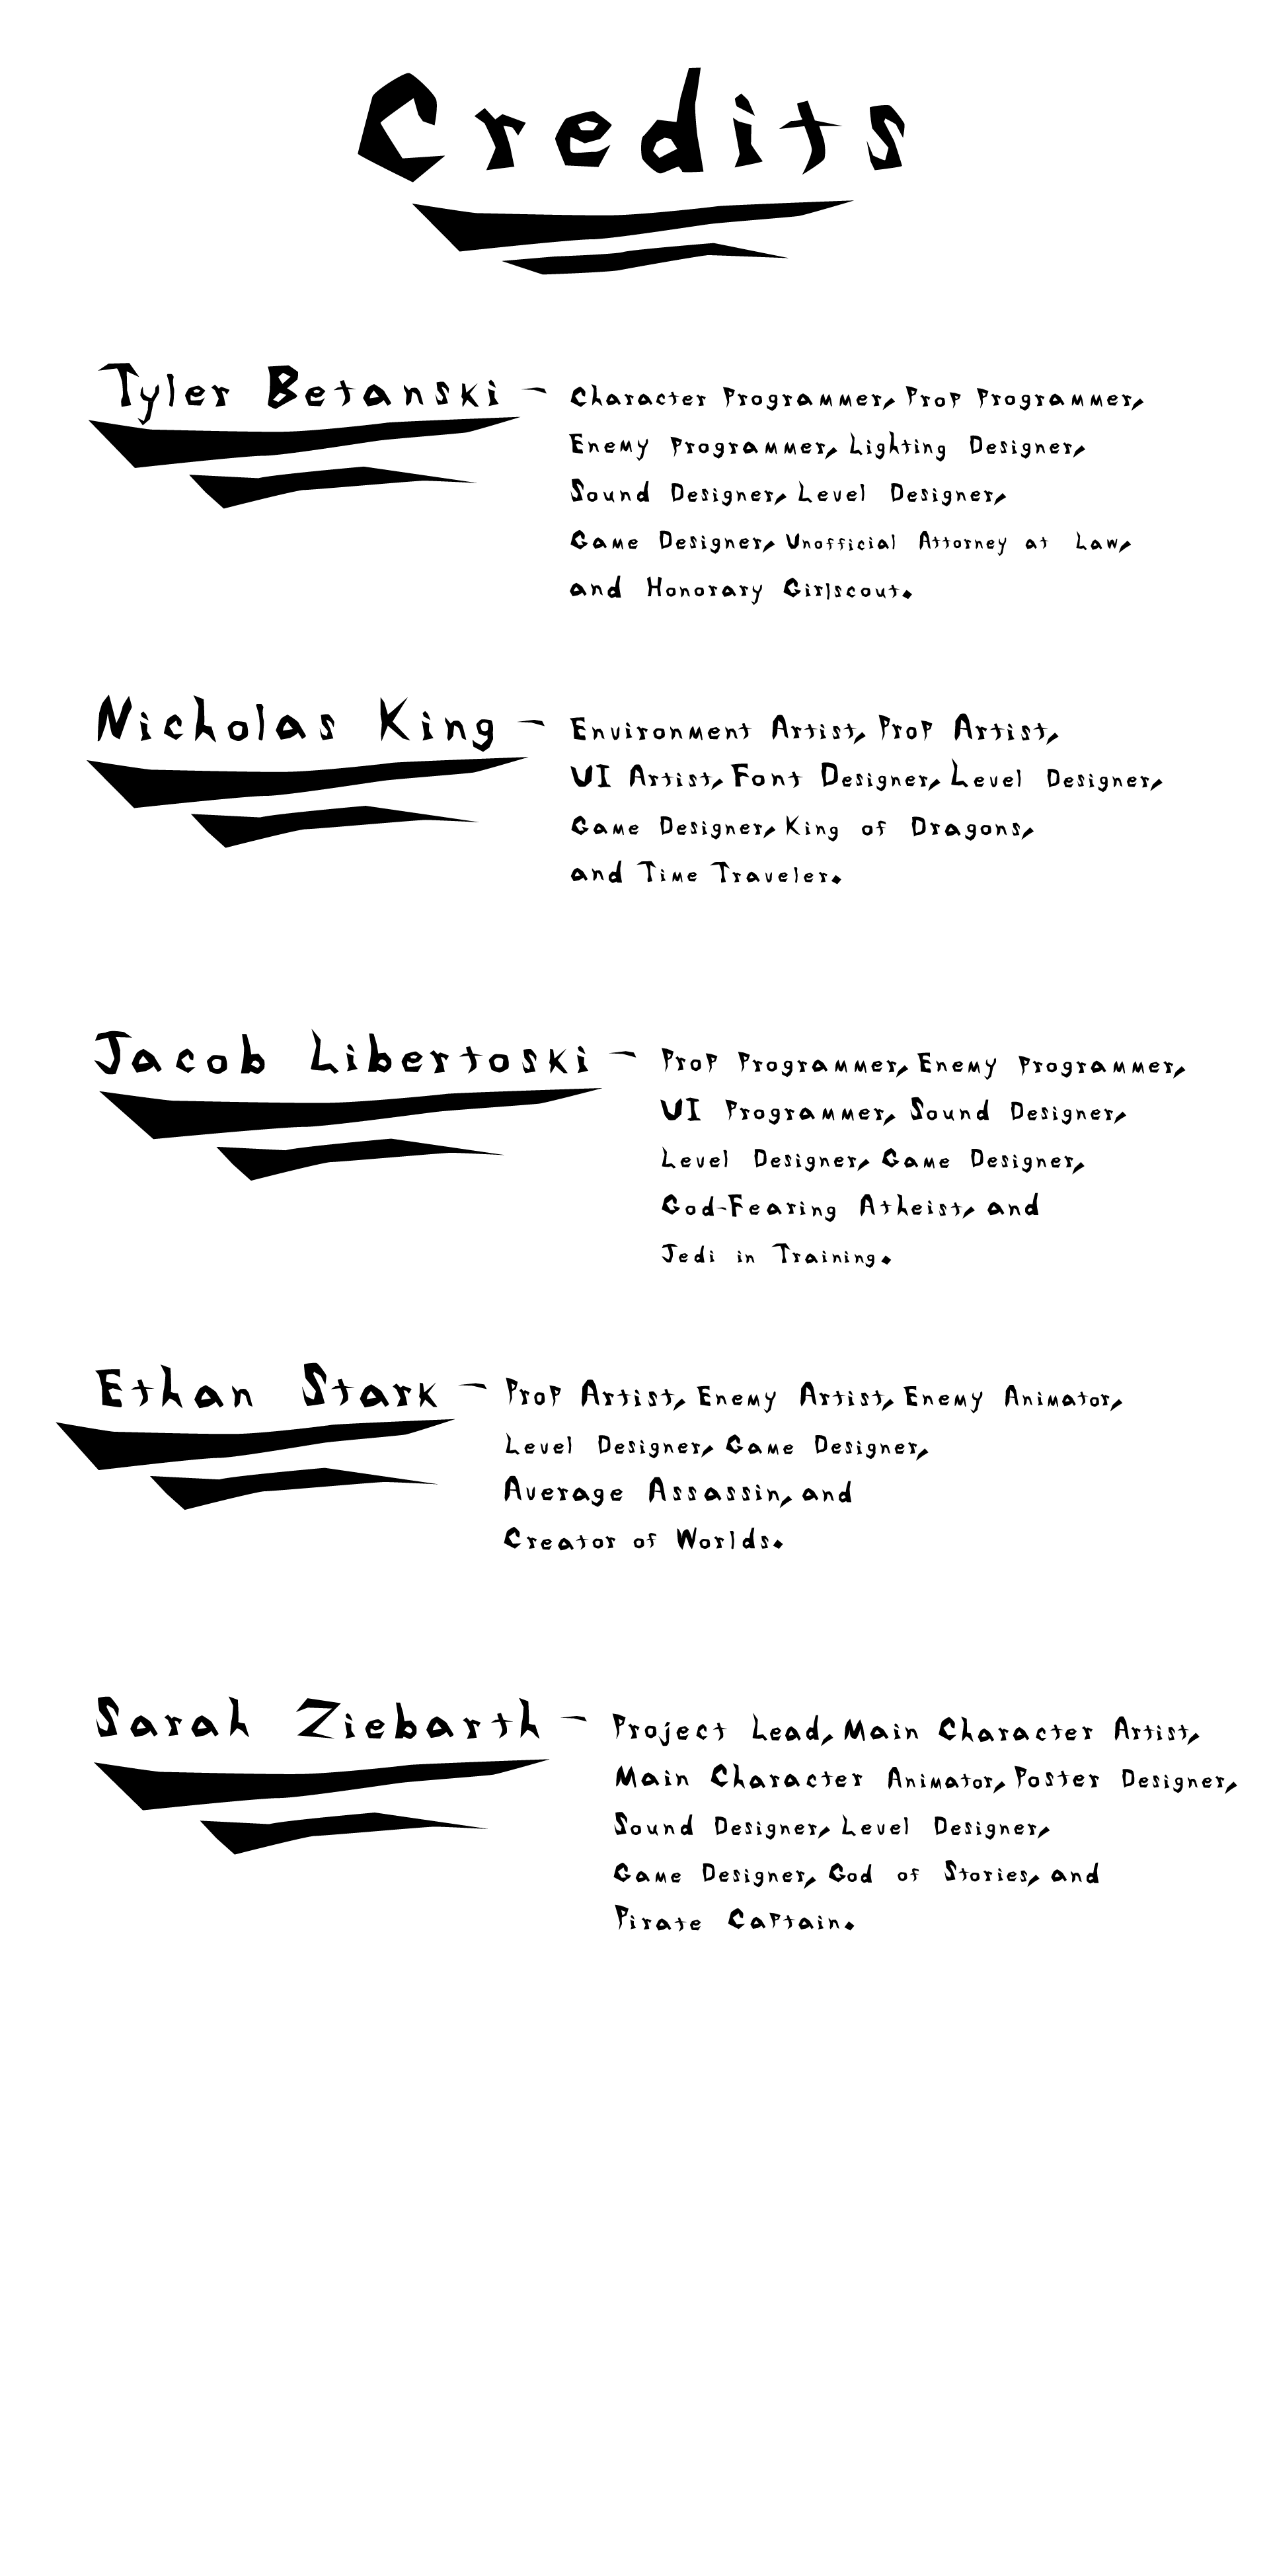 Credits
Tyler Betanski - Character Programmer, Prop Programmer,
Enemy Programmer, Lighting Designer,
Sound Designer, Level Designer,
Game Designer, Unofficial Attorney at Law,
and Honorary Girlscout.
Nicholas King - Environment Artist, Prop Artist,
UI Artist, Font Designer, Level Designer,
Game Designer, King of Dragons,
and Time Traveler.
Jacob Libertoski - Prop Programmer, Enemy Programmer,
UI Programmer, Sound Designer,
Level Designer, Game Designer,
God-Fearing Atheist, and
Jedi in Training.
Ethan Stark - Prop Artist, Enemy Artist, Enemy Animator,
Level Designer, Game Designer,
Average Assassin, and
Creator of Worlds.
Sarah Ziebarth - Project Lead, Main Character Artist,
Main Character Animator, Poster Designer,
Sound Designer, Level Designer,
Game Designer, God of Stories, and
Pirate Captain.